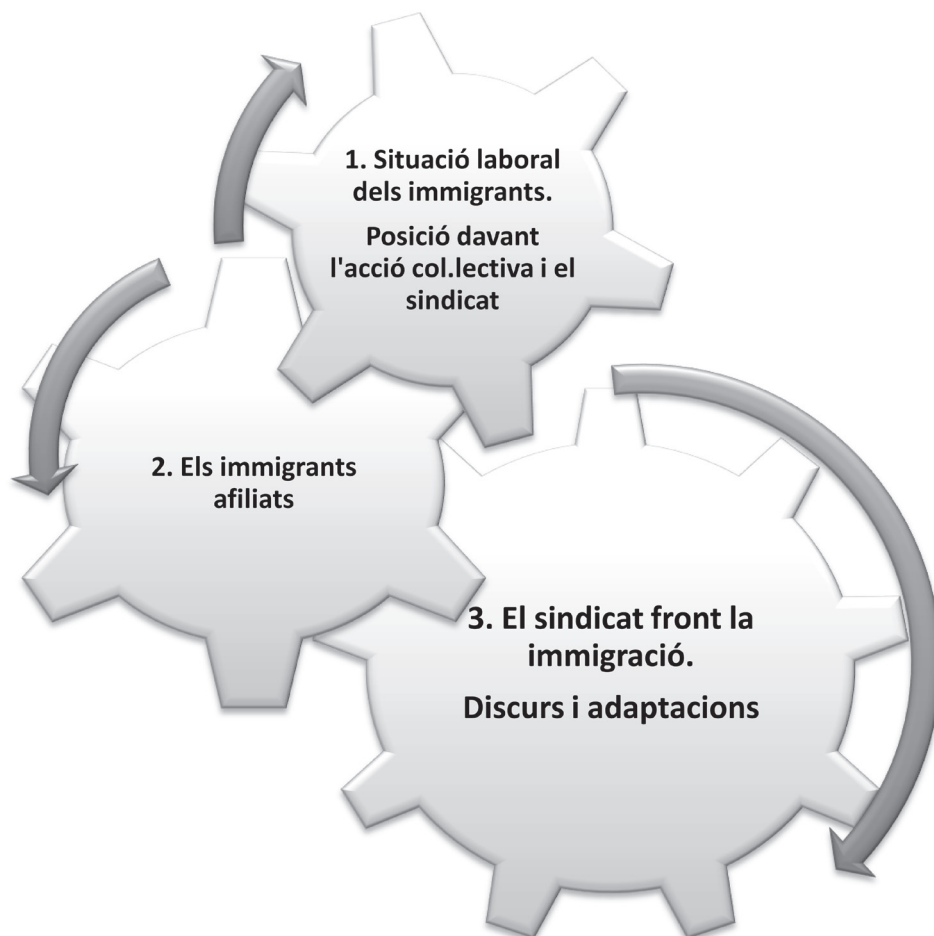 1. Situació laboral
dels immigrants.
Posició davant
l'acció col.lectiva i el
sindicat
2. Els immigrants
afiliats
3. El sindicat front la
immigració.
Discurs i adaptacions